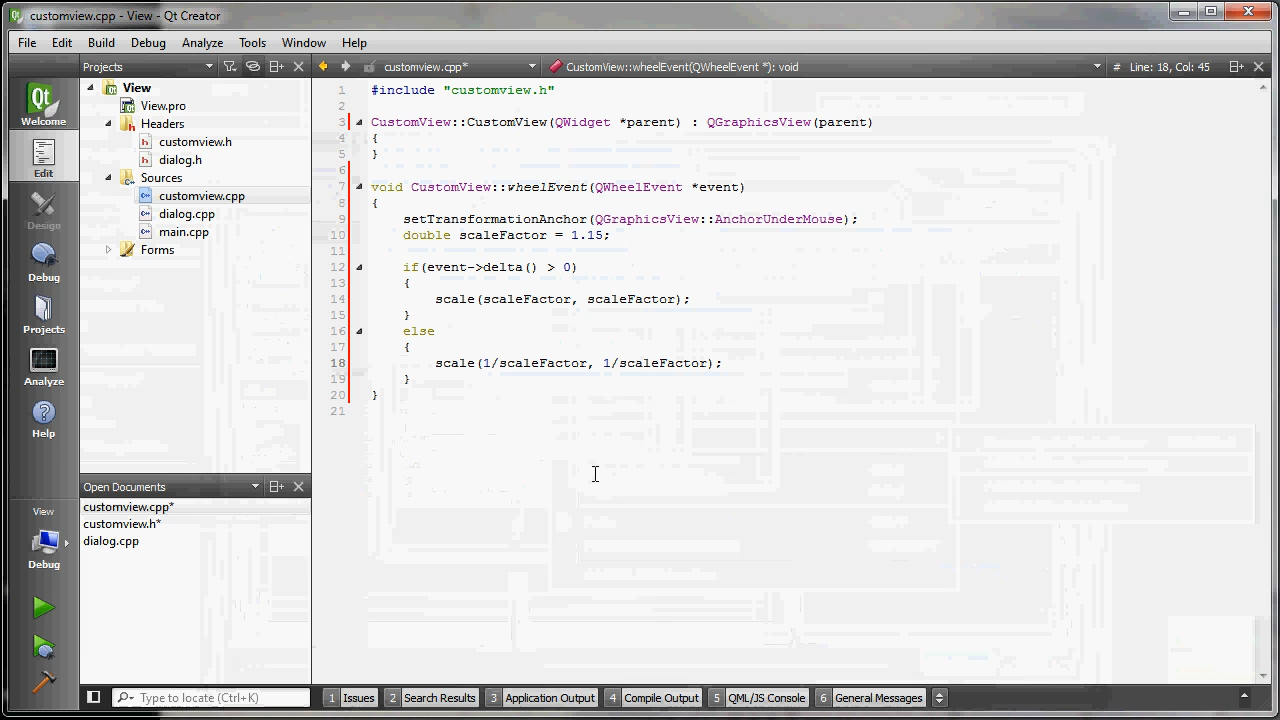 customview.cpp - View - Qt Creator
File Edit Build Debug Analyze Tools Window Help
Projects
customview.cpp*
CustomView::wheelEvent(QWheelEvent *): void
# Line: 18, Col: 45
Welcome
Edit
Design
Debug
Projects
Analyze
Help
View
Debug
View
View.pro
Headers
customview.h
dialog.h
Sources
customview.cpp
dialog.cpp
main.cpp
Forms
Open Documents
customview.cpp*
customview.h*
dialog.cpp
1 #include "customview.h"
2
3 CustomView::CustomView(QWidget *parent) : QGraphicsView(parent)
4 {
5 }
6
7 void CustomView::wheelEvent(QWheelEvent *event)
8 {
9 setTransformationAnchor(QGraphicsView::AnchorUnderMouse);
10 double scaleFactor = 1.15;
11
12 if(event->delta() > 0)
13 {
14 scale(scaleFactor, scaleFactor);
15 }
16 else
17 {
18 scale(1/scaleFactor, 1/scaleFactor);
19 }
20 }
21
Type to locate (Ctrl+K)
1 Issues 2 Search Results 3 Application Output 4 Compile Output 5 QML/JS Console 6 General Messages